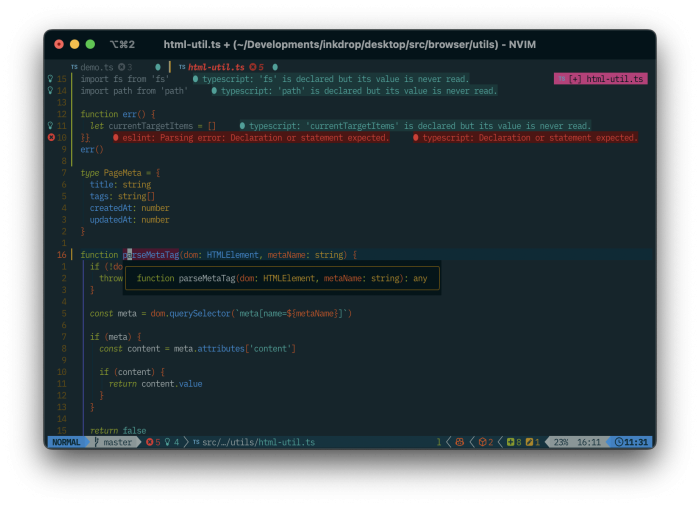 ⌥⌘2 html-util.ts + (~/Developments/inkdrop/desktop/src/browser/utils) - NVIM
TS demo.ts 3 TS html-util.ts 5
15 import fs from 'fs' typescript: 'fs' is declared but its value is never read. TS [+] html-util.ts
14 import path from 'path' typescript: 'path' is declared but its value is never read.
13
12 function err() {
11 let currentTargetItems = [] typescript: 'currentTargetItems' is declared but its value is never read.
10 }} eslint: Parsing error: Declaration or statement expected. typescript: Declaration or statement expected.
9 err()
8
7 type PageMeta = {
6 title: string
5 tags: string[]
4 createdAt: number
3 updatedAt: number
2 }
1
16 function parseMetaTag(dom: HTMLElement, metaName: string) {
1 if (!do
2 throw function parseMetaTag(dom: HTMLElement, metaName: string): any
3 }
4
5 const meta = dom.querySelector(`meta[name=${metaName}]`)
6
7 if (meta) {
8 const content = meta.attributes['content']
9
10 if (content) {
11 return content.value
12 }
13 }
14
15 return false
NORMAL master 5 4 TS src/…/utils/html-util.ts 1 2 8 1 23% 16:11 11:31